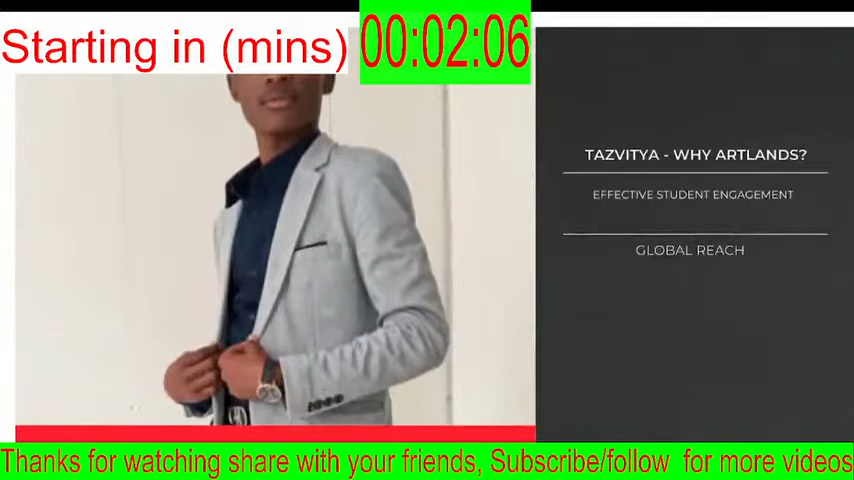 Starting in (mins) 00:02:06
TAZVITYA - WHY ARTLANDS?
EFFECTIVE STUDENT ENGAGEMENT
GLOBAL REACH
Thanks for watching share with your friends, Subscribe/follow for more videos